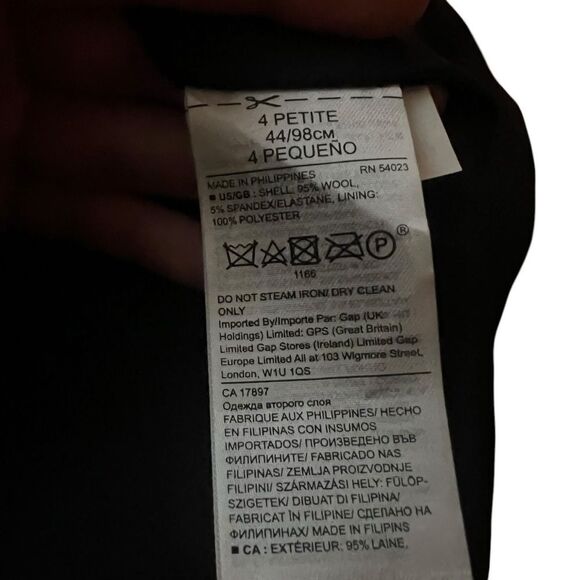 4 PETITE
44/98CM
4 PEQUEÑO
MADE IN PHILIPPINES RN 54023
■ US/GB : SHELL: 95% WOOL,
5% SPANDEX/ELASTANE, LINING:
100% POLYESTER
P ®
1166
DO NOT STEAM IRON/ DRY CLEAN
ONLY
Imported By/Importe Par: Gap (UK
Holdings) Limited: GPS (Great Britain)
Limited Gap Stores (Ireland) Limited Gap
Europe Limited All at 103 Wigmore Street,
London, W1U 1QS
CA 17897
Одежда второго слоя
FABRIQUE AUX PHILIPPINES/ HECHO
EN FILIPINAS CON INSUMOS
IMPORTADOS/ ПРОИЗВЕДЕНО ВЪВ
ФИЛИПИНИТЕ/ FABRICADO NAS
FILIPINAS/ ZEMLJA PROIZVODNJE
FILIPINI/ SZÁRMAZÁSI HELY: FÜLÖP-
SZIGETEK/ DIBUAT DI FILIPINA/
FABRICAT ÎN FILIPINE/ СДЕЛАНО НА
ФИЛИППИНАХ/ MADE IN FILIPINS
■ CA : EXTÉRIEUR: 95% LAINE,